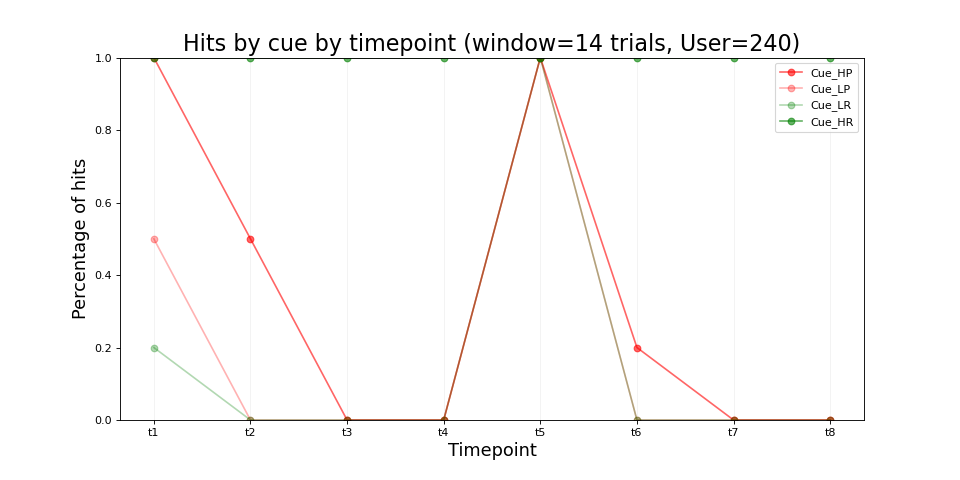 Hits by cue by timepoint (window=14 trials, User=240)
Percentage of hits
1.0
0.8
0.6
0.4
0.2
0.0
Cue_HP
Cue_LP
Cue_LR
Cue_HR
t1 t2 t3 t4 t5 t6 t7 t8
Timepoint